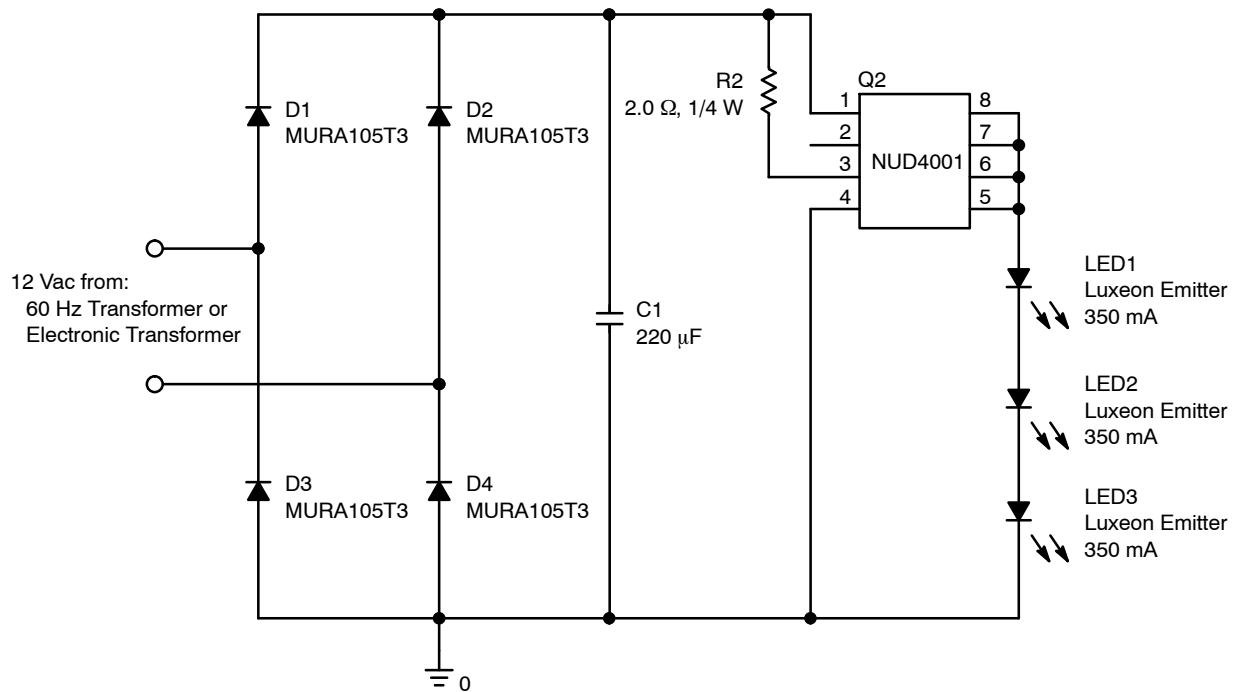 D1
MURA105T3
D2
MURA105T3
R2
2.0 Ω, 1/4 W
Q2
1
2
3
4
NUD4001
8
7
6
5
12 Vac from:
60 Hz Transformer or
Electronic Transformer
C1
220 μF
LED1
Luxeon Emitter
350 mA
LED2
Luxeon Emitter
350 mA
D3
MURA105T3
D4
MURA105T3
LED3
Luxeon Emitter
350 mA
0